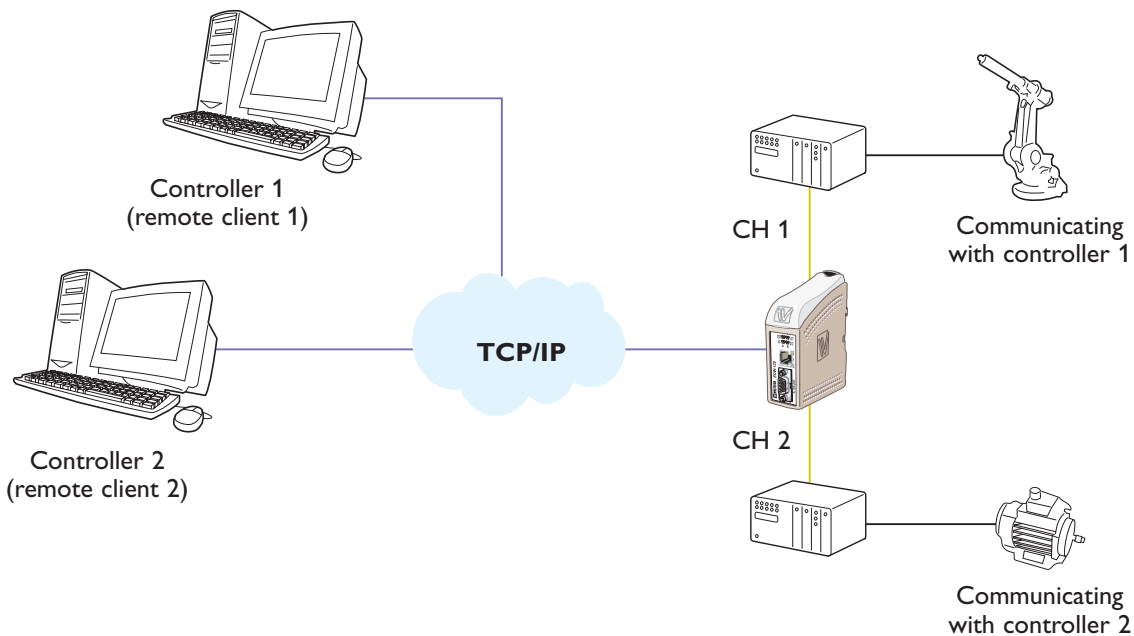 Controller 1
(remote client 1)
Controller 2
(remote client 2)
TCP/IP
CH 1
CH 2
Communicating
with controller 1
Communicating
with controller 2